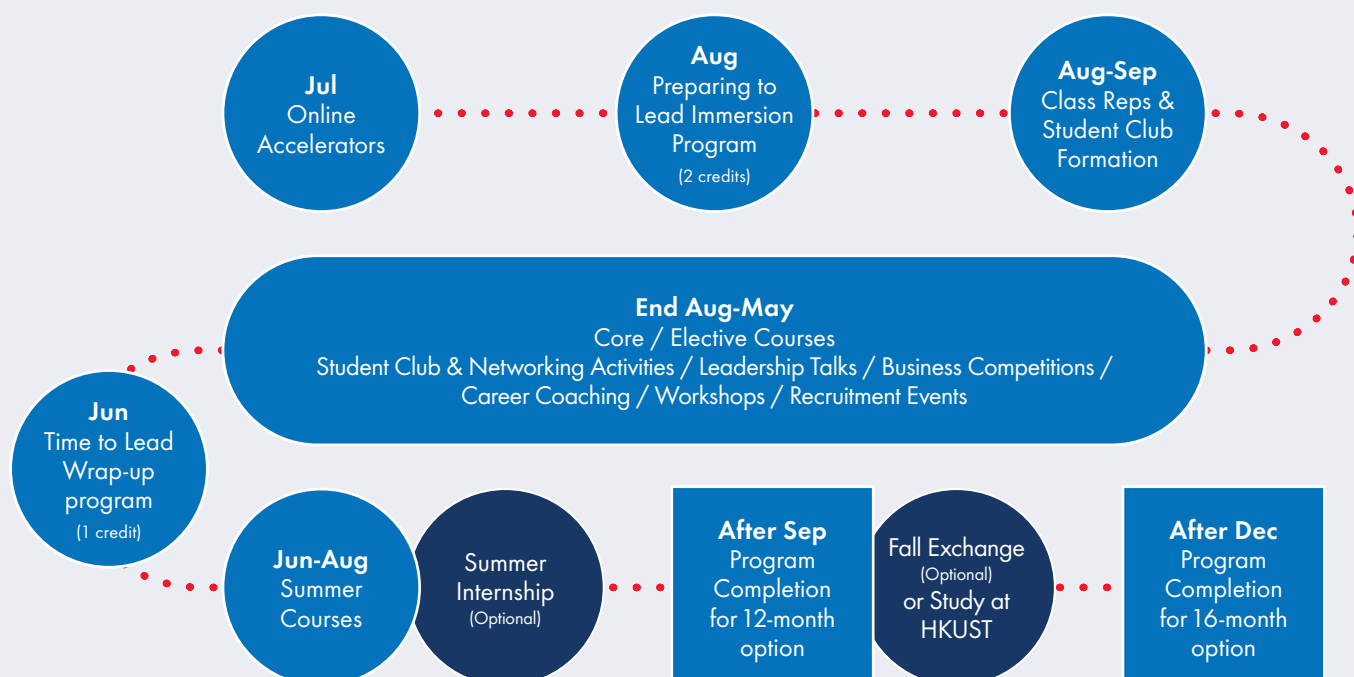 Jul
Online
Accelerators
Aug
Preparing to
Lead Immersion
Program
(2 credits)
Aug-Sep
Class Reps &
Student Club
Formation
End Aug-May
Core / Elective Courses
Student Club & Networking Activities / Leadership Talks / Business Competitions /
Career Coaching / Workshops / Recruitment Events
Jun
Time to Lead
Wrap-up
program
(1 credit)
Jun-Aug
Summer
Courses
Summer
Internship
(Optional)
After Sep
Program
Completion
for 12-month
option
Fall Exchange
(Optional)
or Study at
HKUST
After Dec
Program
Completion
for 16-month
option